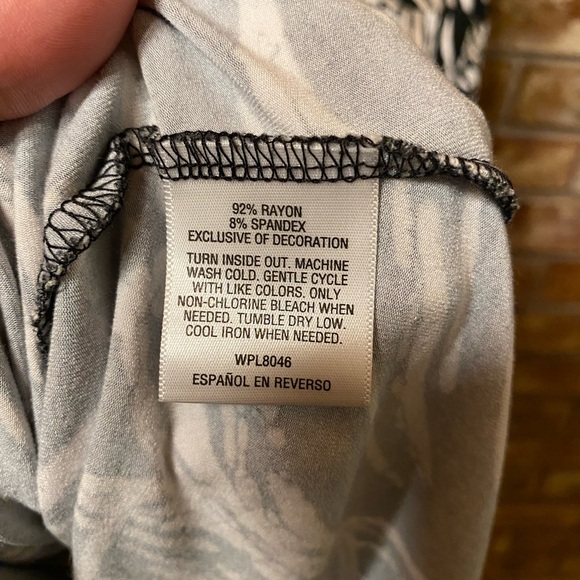 92% RAYON
8% SPANDEX
EXCLUSIVE OF DECORATION
TURN INSIDE OUT. MACHINE
WASH COLD. GENTLE CYCLE
WITH LIKE COLORS. ONLY
NON-CHLORINE BLEACH WHEN
NEEDED. TUMBLE DRY LOW.
COOL IRON WHEN NEEDED.
WPL8046
ESPAÑOL EN REVERSO